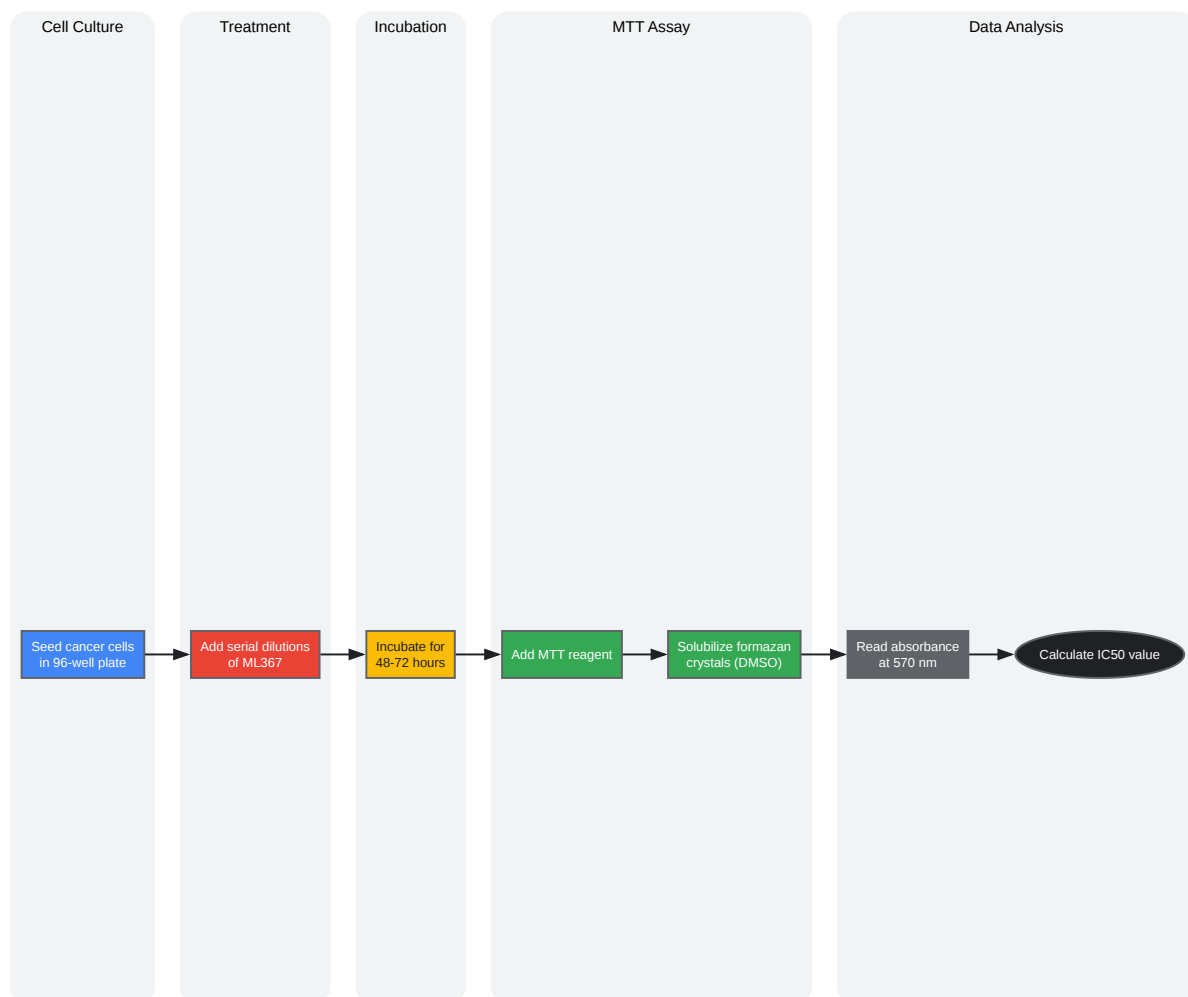 Cell Culture
Treatment
Incubation
MTT Assay
Data Analysis
Seed cancer cells
in 96-well plate
Add serial dilutions
of ML367
Incubate for
48-72 hours
Add MTT reagent
Solubilize formazan
crystals (DMSO)
Read absorbance
at 570 nm
Calculate IC50 value